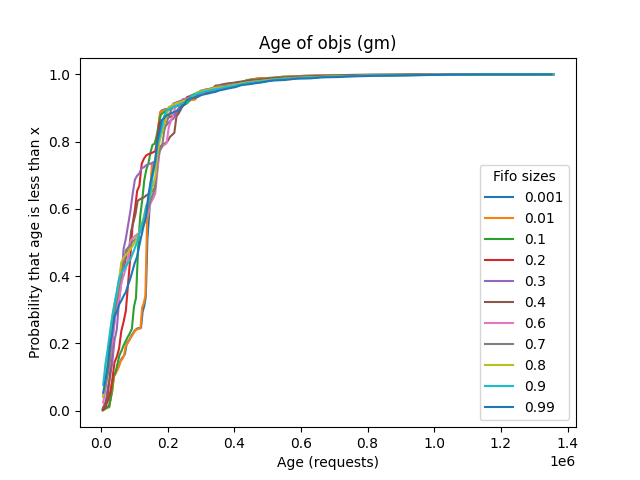 Age of objs (gm)
Probability that age is less than x
1.0
0.8
0.6
0.4
0.2
0.0
Fifo sizes
0.001
0.01
0.1
0.2
0.3
0.4
0.6
0.7
0.8
0.9
0.99
0.0 0.2 0.4 0.6 0.8 1.0 1.2 1.4
1e6
Age (requests)